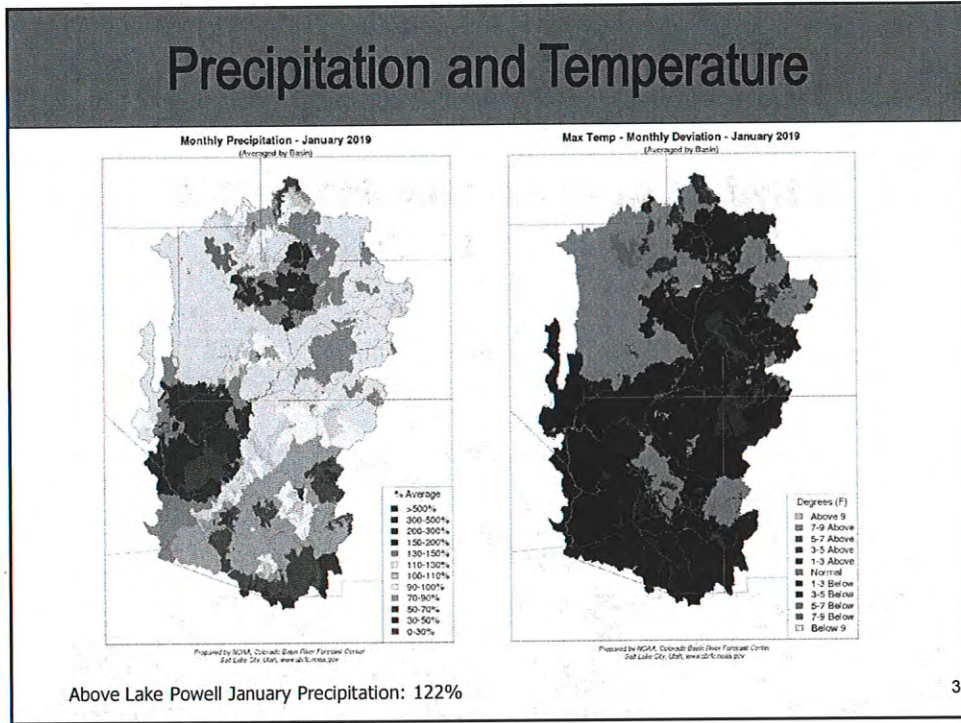 Precipitation and Temperature
Monthly Precipitation - January 2019
(Averaged by Basin)
% Average
>500%
300-500%
200-300%
150-200%
130-150%
110-130%
100-110%
90-100%
70-90%
50-70%
30-50%
0-30%
Prepared by NOAA, Colorado Basin River Forecast Center
Salt Lake City, Utah, www.cbrfc.noaa.gov
Max Temp - Monthly Deviation - January 2019
(Averaged by Basin)
Degrees (F)
Above 9
7-9 Above
5-7 Above
3-5 Above
1-3 Above
Normal
1-3 Below
3-5 Below
5-7 Below
7-9 Below
Below 9
Prepared by NOAA, Colorado Basin River Forecast Center
Salt Lake City, Utah, www.cbrfc.noaa.gov
Above Lake Powell January Precipitation: 122%
3